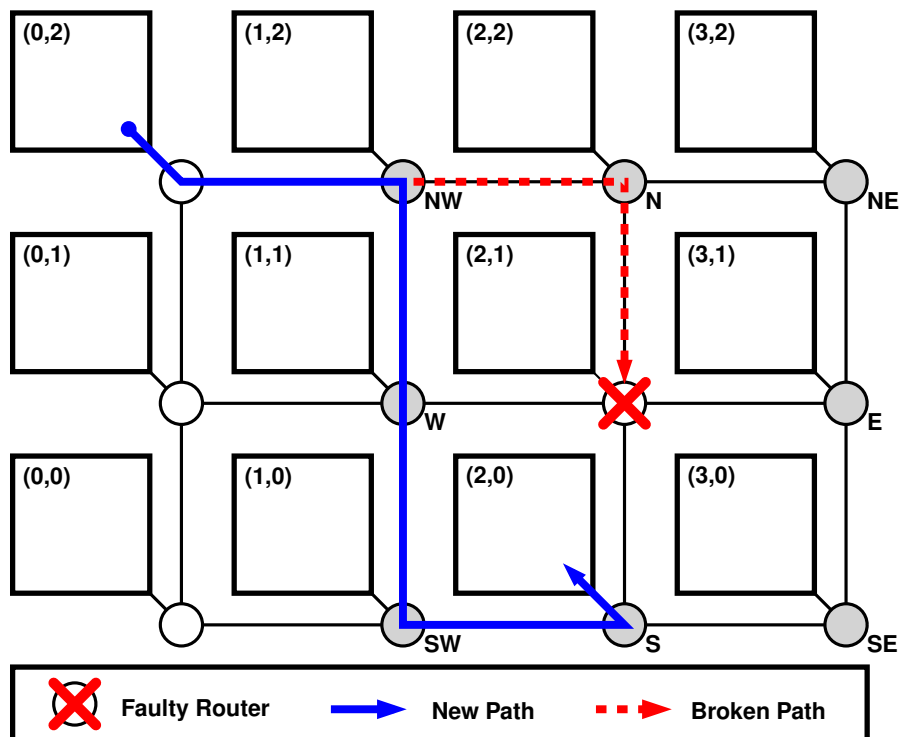 (0,2) (1,2) (2,2) (3,2)
NW N NE
(0,1) (1,1) (2,1) (3,1)
W E
(0,0) (1,0) (2,0) (3,0)
SW S SE
Faulty Router New Path Broken Path